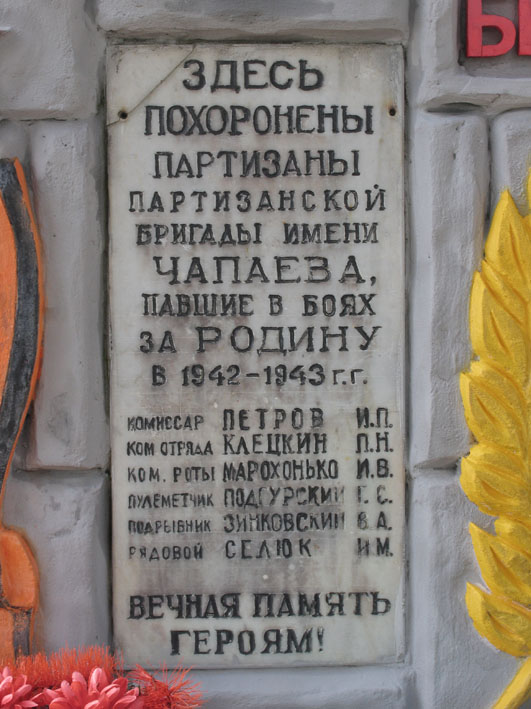 Ы
ЗДЕСЬ
ПОХОРОНЕНЫ
ПАРТИЗАНЫ
ПАРТИЗАНСКОЙ
БРИГАДЫ ИМЕНИ
ЧАПАЕВА,
ПАВШИЕ В БОЯХ
ЗА РОДИНУ
В 1942-1943 г.г.
КОМИССАР ПЕТРОВ И.П.
КОМ ОТРЯДА КЛЕЦКИН П.Н.
КОМ. РОТЫ МАРОХОНЬКО И.В.
ПУЛЕМЕТЧИК ПОДГУРСКИЙ Г.С.
ПОДРЫВНИК ЗИНКОВСКИЙ В.А.
РЯДОВОЙ СЕЛЮК И М.
ВЕЧНАЯ ПАМЯТЬ
ГЕРОЯМ!